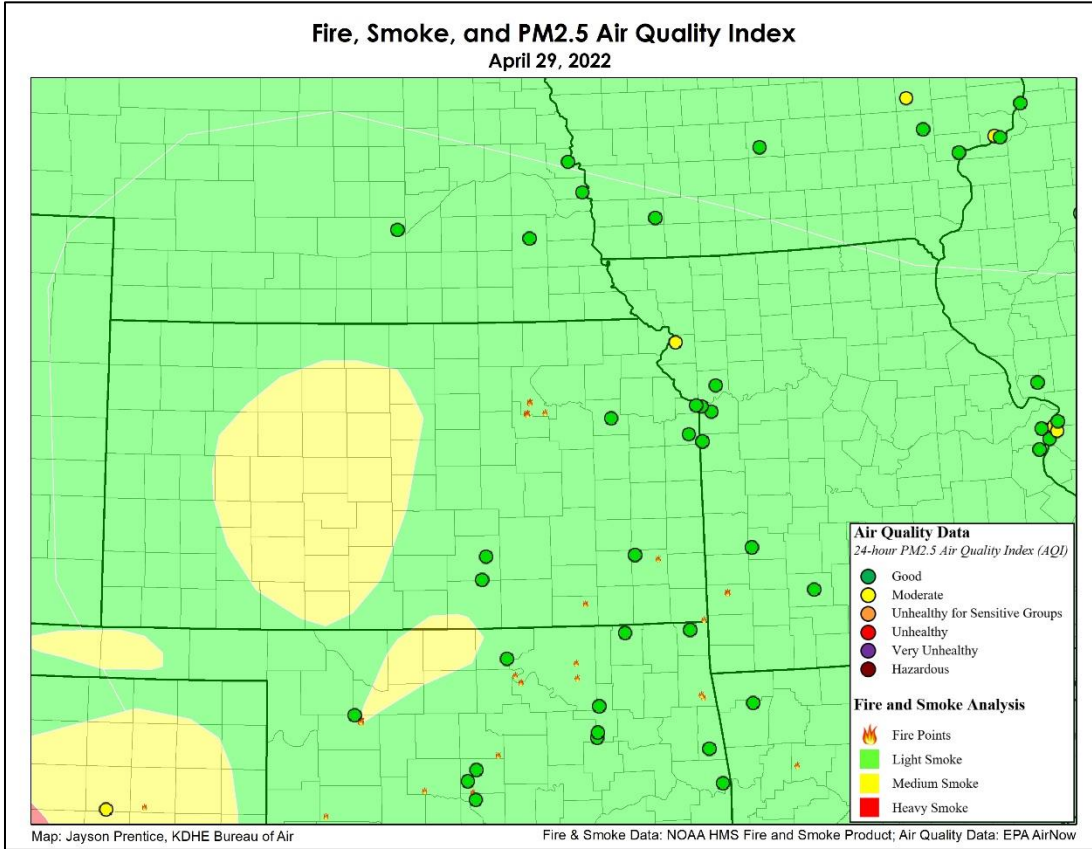 Fire, Smoke, and PM2.5 Air Quality Index
April 29, 2022
Air Quality Data
24-hour PM2.5 Air Quality Index (AQI)
Good
Moderate
Unhealthy for Sensitive Groups
Unhealthy
Very Unhealthy
Hazardous
Fire and Smoke Analysis
Fire Points
Light Smoke
Medium Smoke
Heavy Smoke
Map: Jayson Prentice, KDHE Bureau of Air
Fire & Smoke Data: NOAA HMS Fire and Smoke Product; Air Quality Data: EPA AirNow